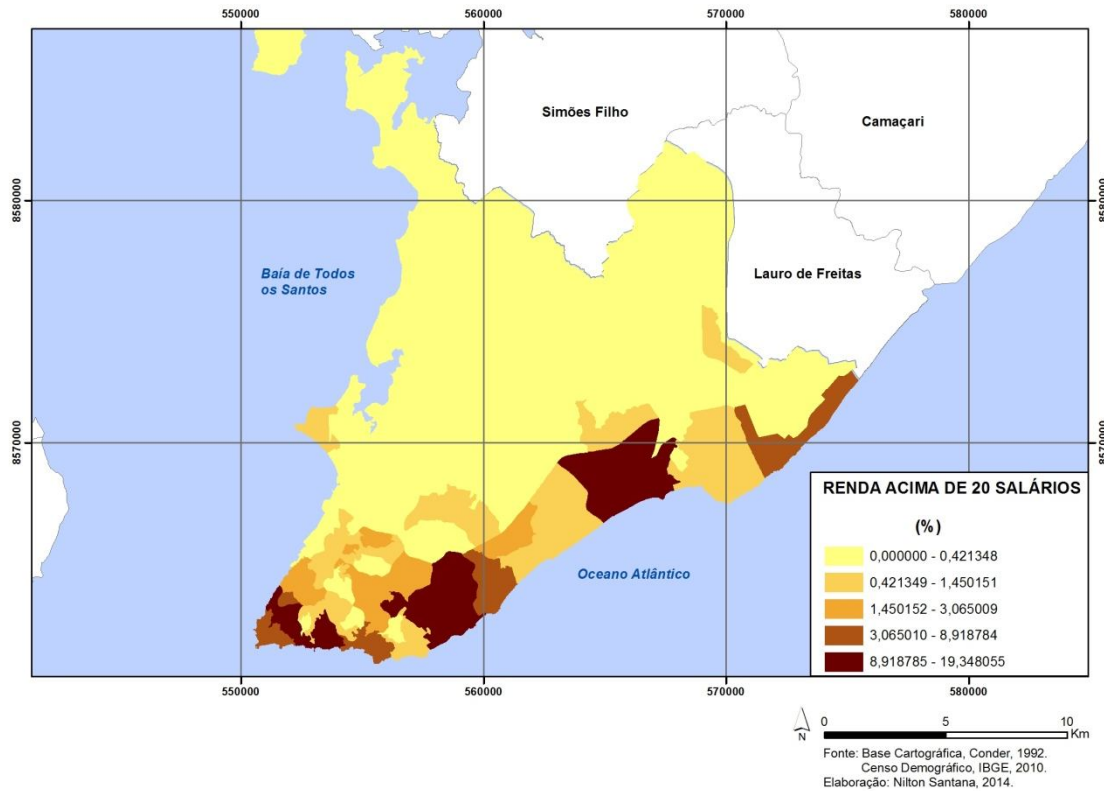 550000
560000
570000
580000
Simões Filho
Camaçari
8580000
8580000
Baía de Todos
os Santos
Lauro de Freitas
8570000
8570000
RENDA ACIMA DE 20 SALÁRIOS
(%)
0,000000 - 0,421348
0,421349 - 1,450151
1,450152 - 3,065009
3,065010 - 8,918784
8,918785 - 19,348055
Oceano Atlântico
550000
560000
570000
580000
N
0 5 10
Km
Fonte: Base Cartográfica, Conder, 1992.
Censo Demográfico, IBGE, 2010.
Elaboração: Nilton Santana, 2014.